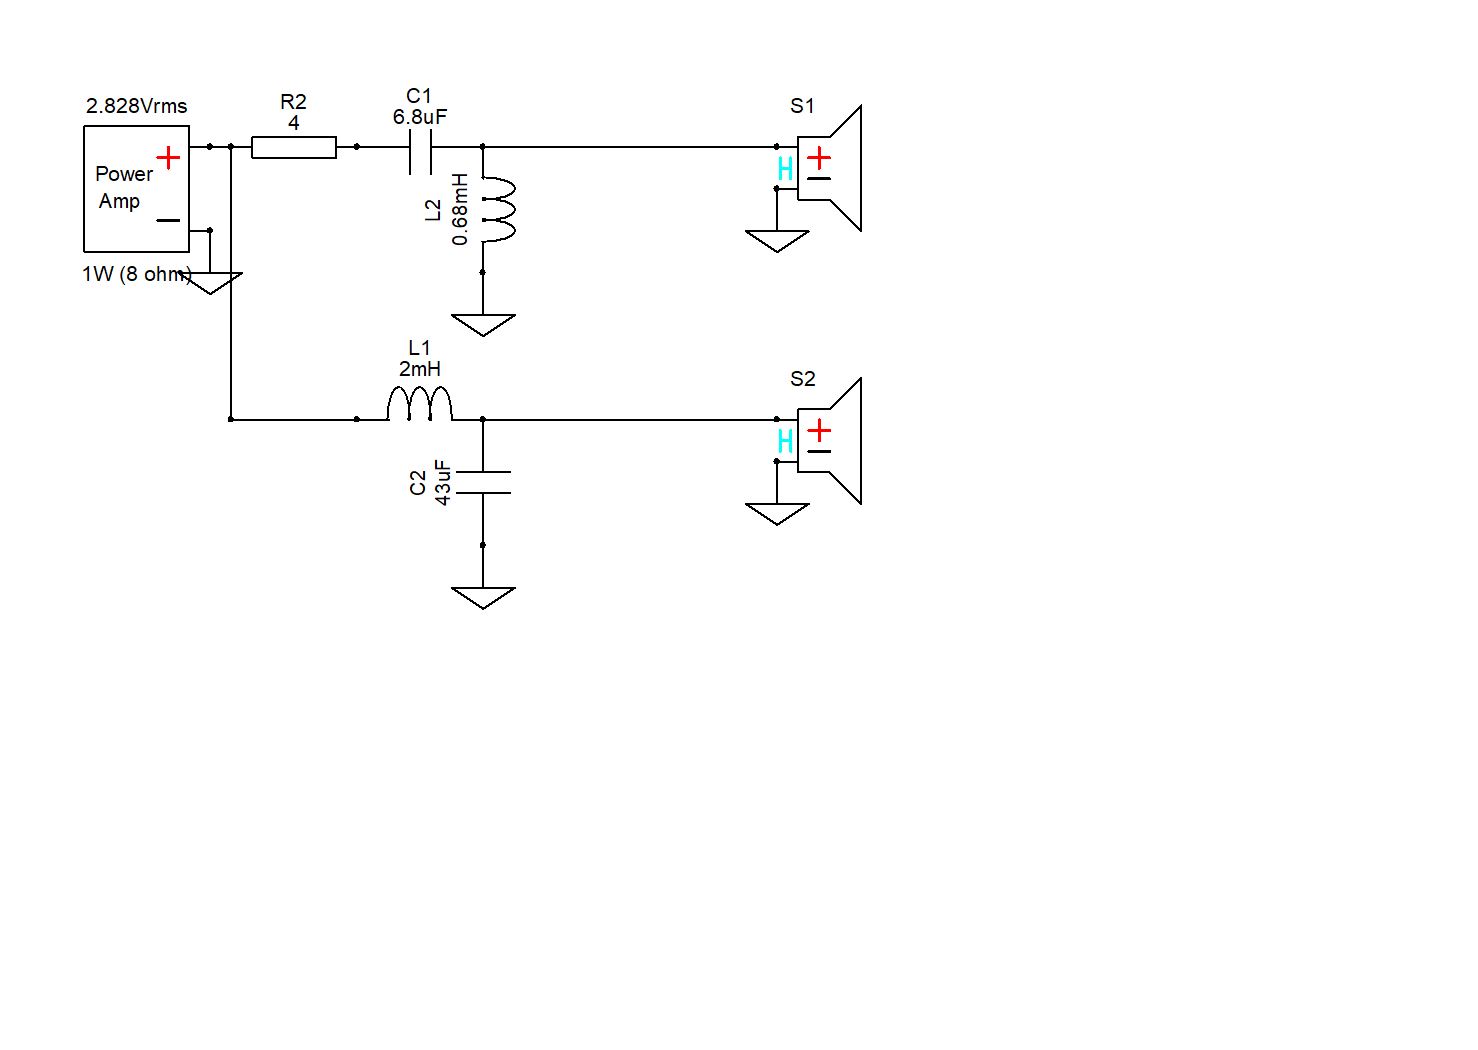 2.828Vrms
Power
Amp
1W (8 ohm)
R2
4
C1
6.8uF
L2
0.68mH
S1
H
L1
2mH
C2
43uF
S2
H